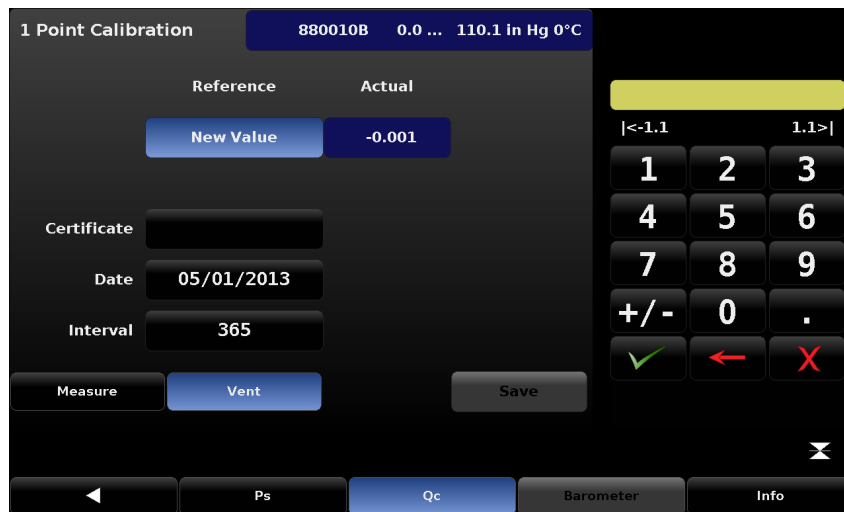 1 Point Calibration 880010B 0.0 ... 110.1 in Hg 0°C
Reference Actual
New Value -0.001
Certificate
Date 05/01/2013
Interval 365
Measure Vent Save
|<-1.1 1.1>|
1 2 3
4 5 6
7 8 9
+/- 0 .
X
Ps Qc Barometer Info